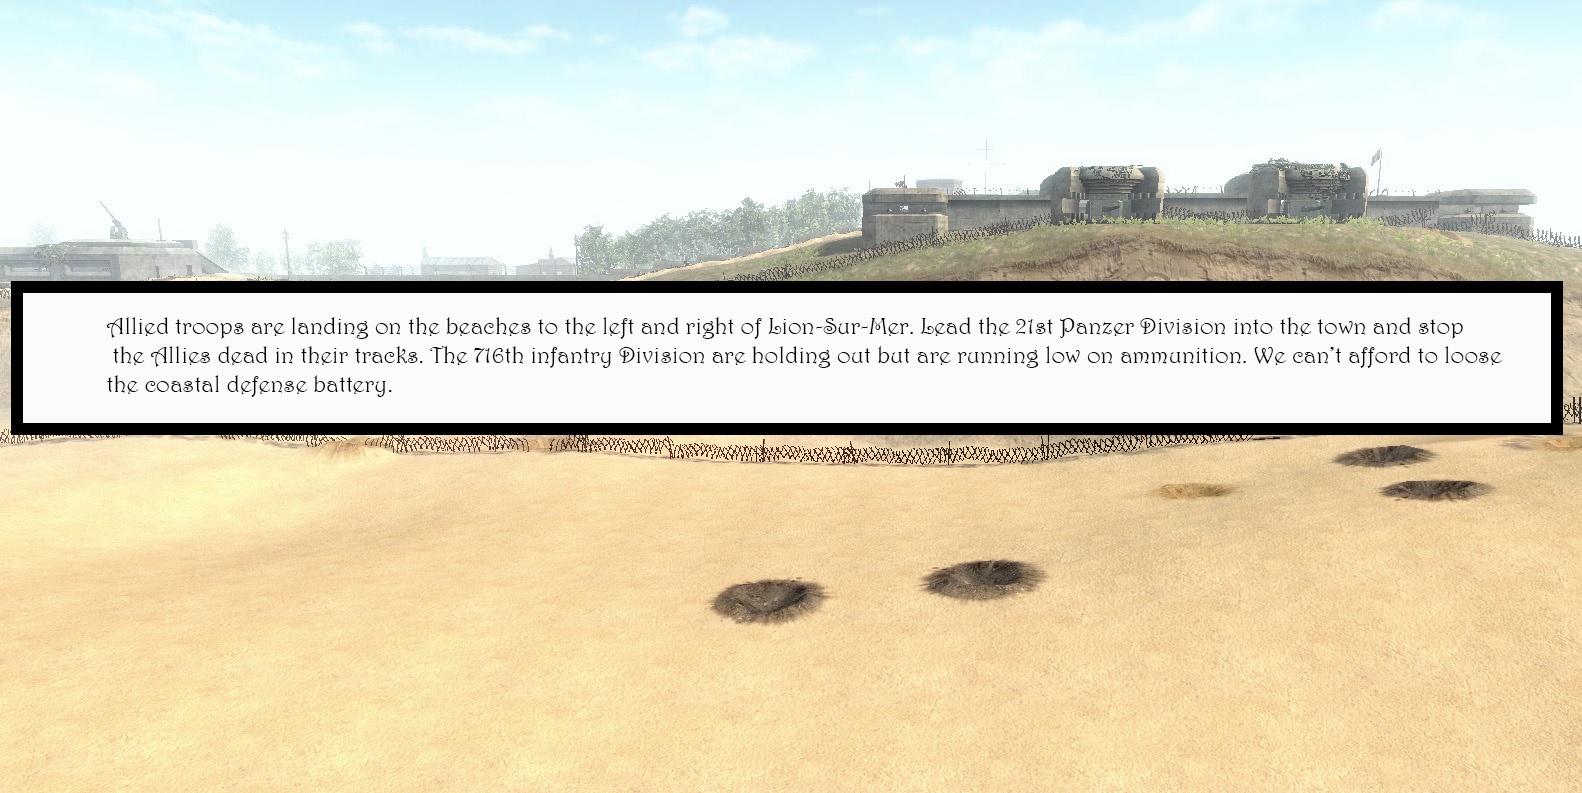 Allied troops are landing on the beaches to the left and right of Lion-Sur-Mer. Lead the 21st Panzer Division into the town and stop
the Allies dead in their tracks. The 716th infantry Division are holding out but are running low on ammunition. We can't afford to loose
the coastal defense battery.